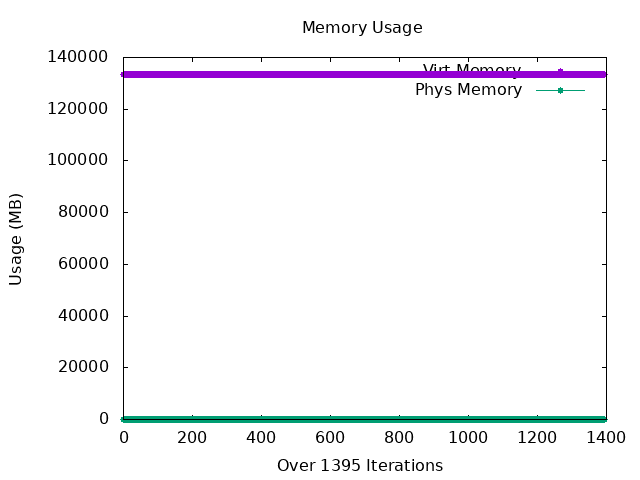 Memory Usage
140000
Virt Memory
Phys Memory
120000
100000
80000
60000
40000
20000
0
Usage (MB)
0 200 400 600 800 1000 1200 1400
Over 1395 Iterations